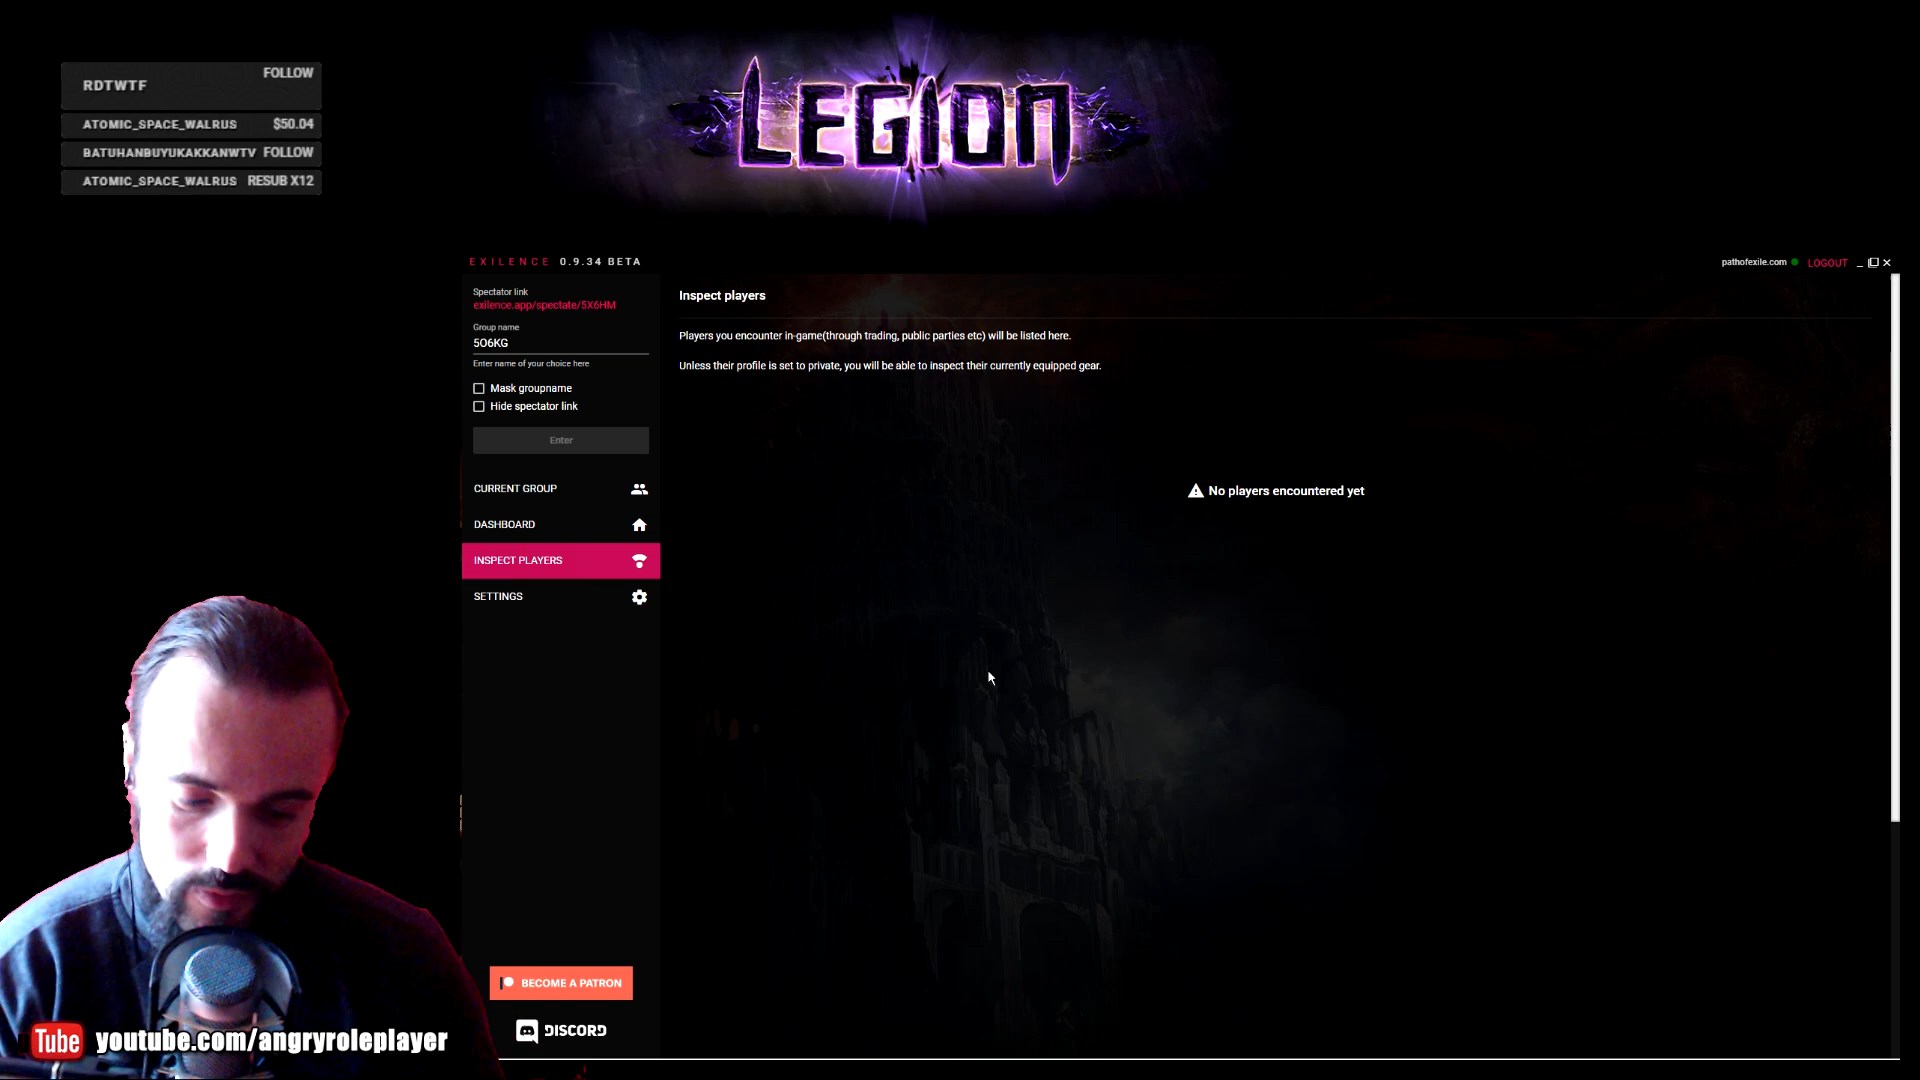 RDTWTF FOLLOW
ATOMIC_SPACE_WALRUS $50.04
BATUHANBUYUKAKKANWTV FOLLOW
ATOMIC_SPACE_WALRUS RESUB X12
LEGION
EXILENCE 0.9.34 BETA
pathofexile.com LOGOUT
Spectator link
exilence.app/spectate/5X6HM
Group name
5O6KG
Enter name of your choice here
Mask groupname
Hide spectator link
Enter
CURRENT GROUP
DASHBOARD
INSPECT PLAYERS
SETTINGS
BECOME A PATRON
DISCORD
Inspect players
Players you encounter in-game(through trading, public parties etc) will be listed here.
Unless their profile is set to private, you will be able to inspect their currently equipped gear.
No players encountered yet
Tube youtube.com/angryroleplayer